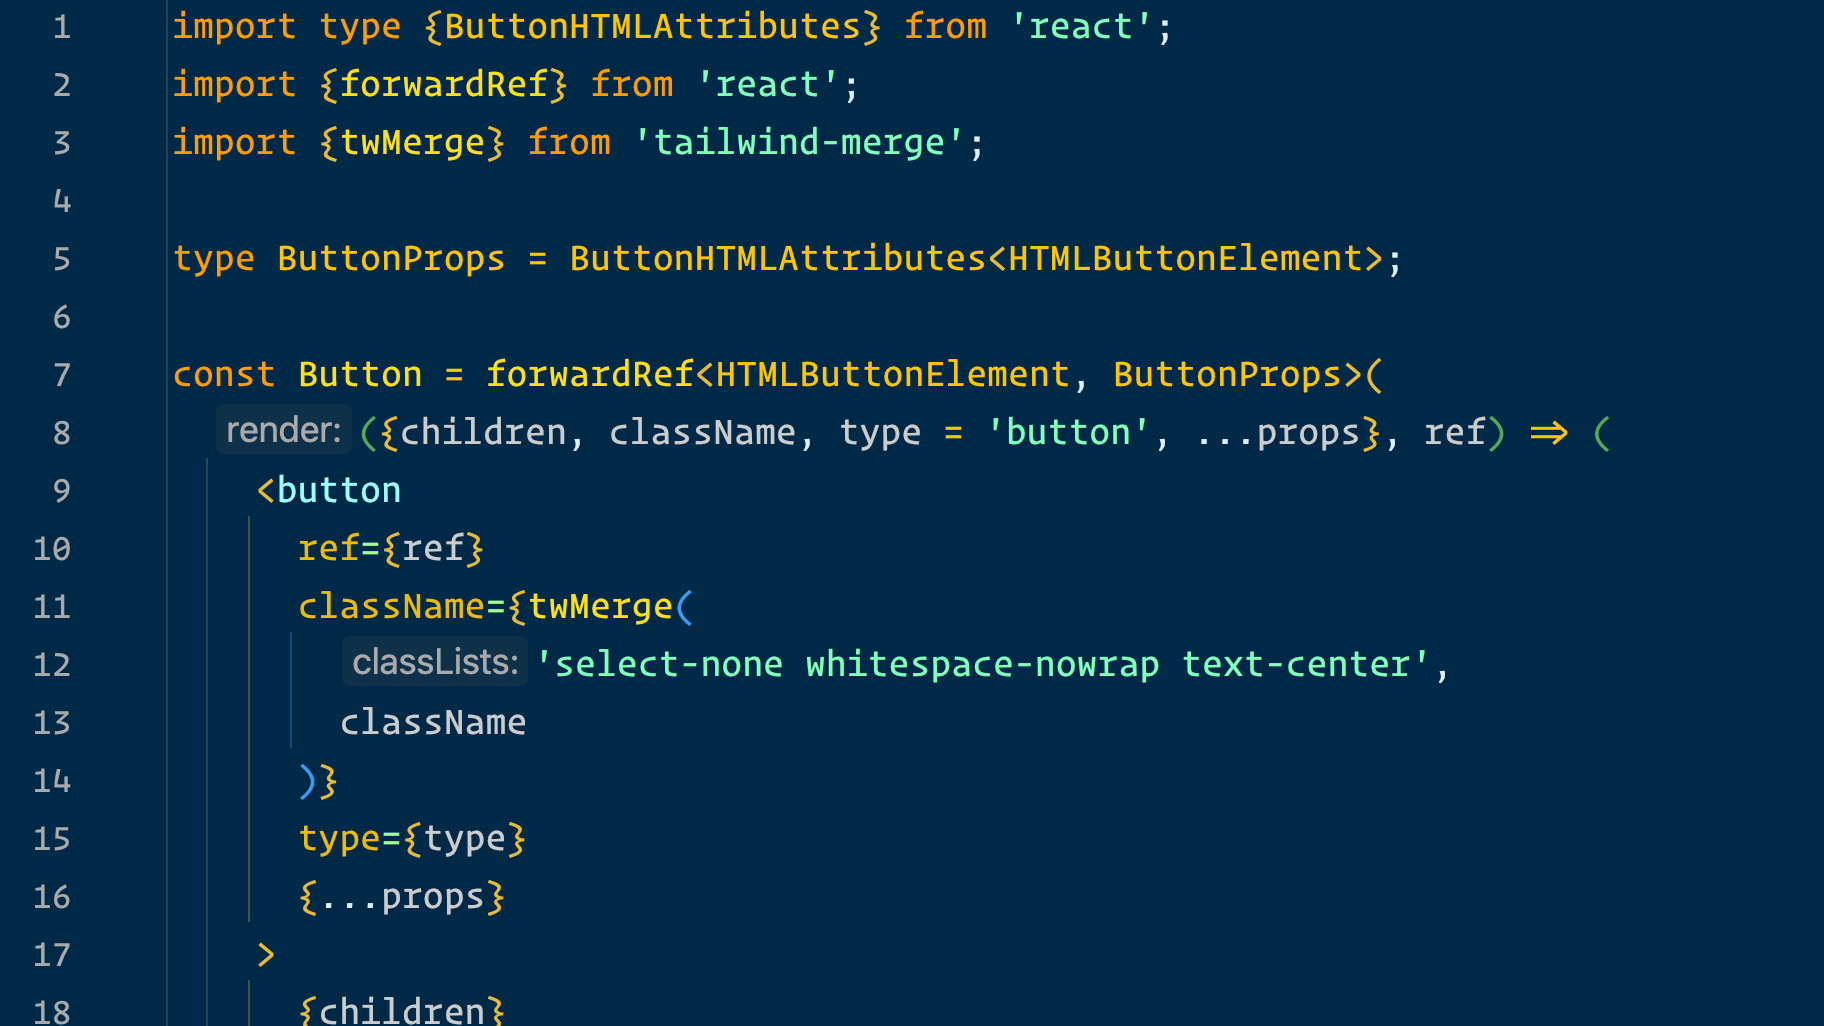 1 import type {ButtonHTMLAttributes} from 'react';
2 import {forwardRef} from 'react';
3 import {twMerge} from 'tailwind-merge';
4
5 type ButtonProps = ButtonHTMLAttributes<HTMLButtonElement>;
6
7 const Button = forwardRef<HTMLButtonElement, ButtonProps>(
8 render: ({children, className, type = 'button', ...props}, ref) => (
9 <button
10 ref={ref}
11 className={twMerge(
12 classLists: 'select-none whitespace-nowrap text-center',
13 className
14 )}
15 type={type}
16 {...props}
17 >
18 {children}